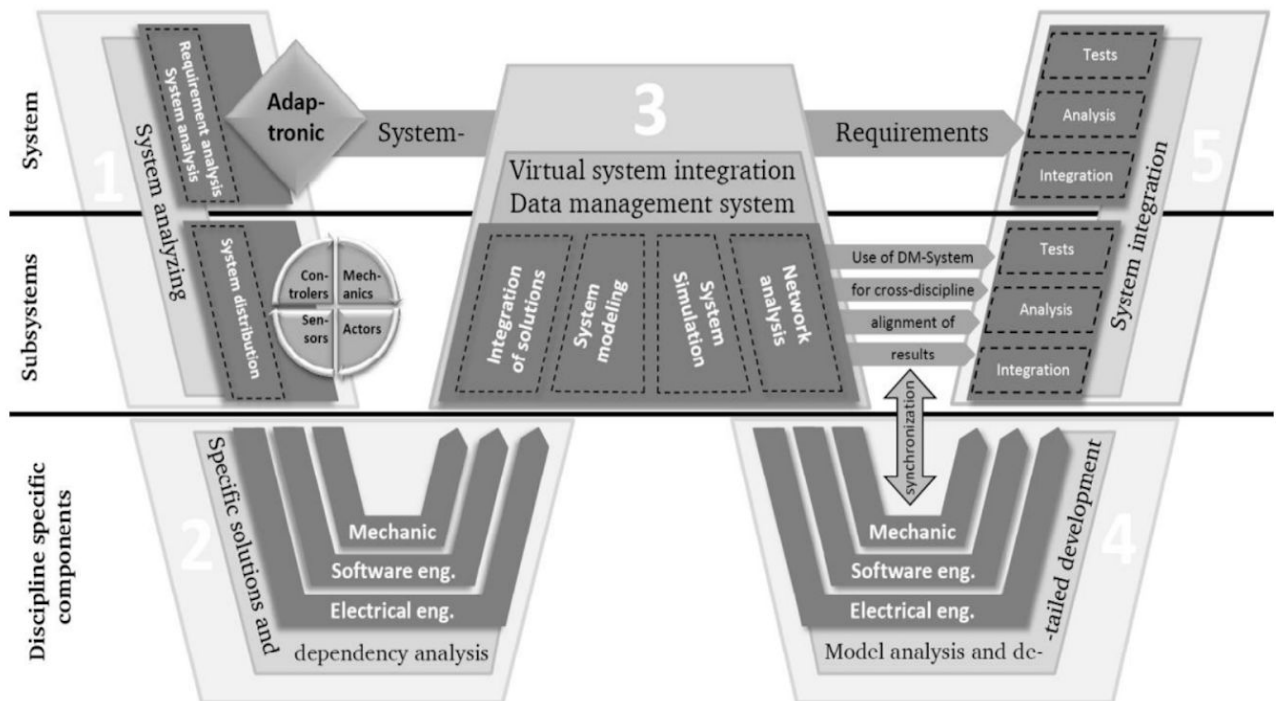 System
Subsystems
Discipline specific
components
1
System analyzing
Requirement analysis
System analysis
Adap-
tronic
System-
System distribution
Con-
trolers
Mech-
anics
Sen-
sors
Actors
3
Virtual system integration
Data management system
Integration
of solutions
System
modeling
System
Simulation
Network
analysis
Requirements
Use of DM-System
for cross-discipline
alignment of
results
synchronization
5
System integration
Tests
Analysis
Integration
Tests
Analysis
Integration
2
Specific solutions and
dependency analysis
Mechanic
Software eng.
Electrical eng.
4
Model analysis and de-
-tailed development
Mechanic
Software eng.
Electrical eng.